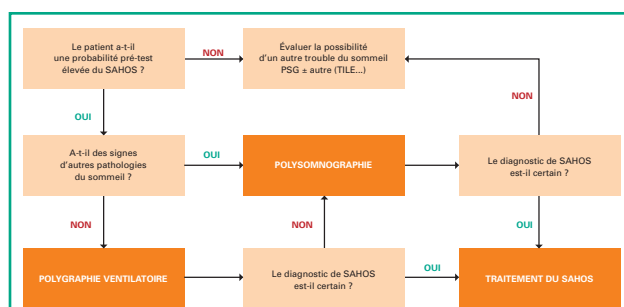 Le patient a-t-il
une probabilité pré-test
élevée du SAHOS ?
NON
Évaluer la possibilité
d'un autre trouble du sommeil
PSG ± autre (TILE...)
OUI
NON
A-t-il des signes
d'autres pathologies
du sommeil ?
OUI
POLYSOMNOGRAPHIE
Le diagnostic de SAHOS
est-il certain ?
NON
NON
OUI
POLYGRAPHIE VENTILATOIRE
Le diagnostic de SAHOS
est-il certain ?
OUI
TRAITEMENT DU SAHOS